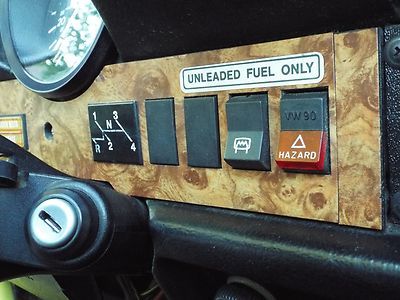 UNLEADED FUEL ONLY
1 3
N
R 2 4
VW 90
HAZARD